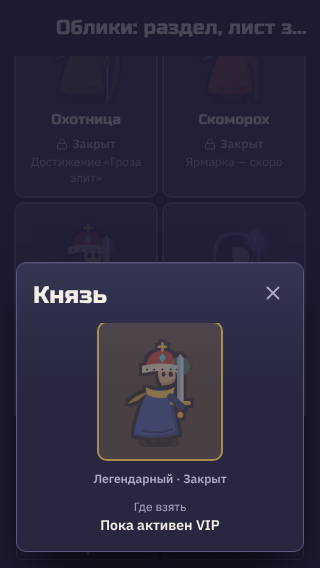 Облики: раздел, лист з...
Охотница
Скоморох
Закрыт
Закрыт
Достижение «Гроза элит»
Ярмарка — скоро
Князь
Легендарный · Закрыт
Где взять
Пока активен VIP